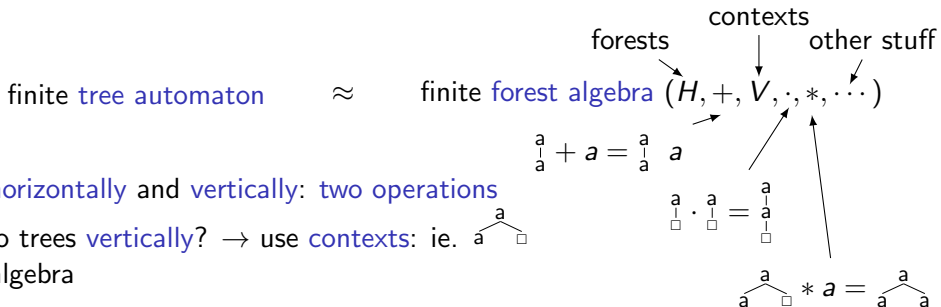 contexts
forests other stuff
finite tree automaton ≈ finite forest algebra (H, +, V, ·, *, ···)
a
a + a = a
a a
horizontally and vertically: two operations
a
a
□ · a
□ = a
a
□
o trees vertically? → use contexts: ie. a
a □
algebra
a
a □ * a = a
a a